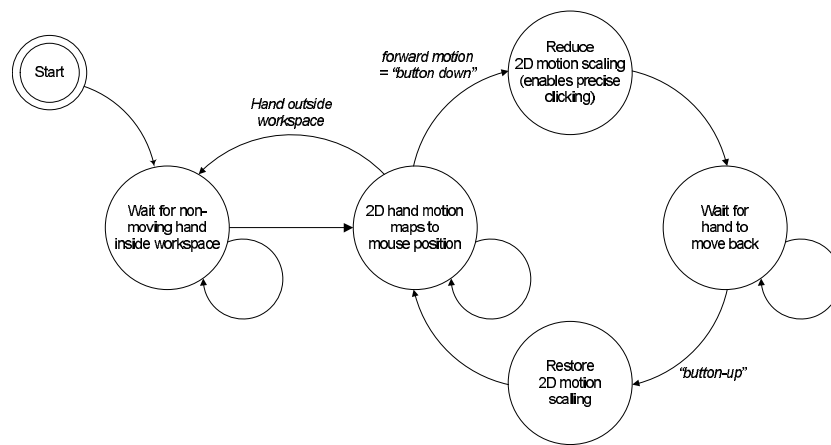 Start
Hand outside
workspace
forward motion
= “button down”
Reduce
2D motion scaling
(enables precise
clicking)
Wait for non-
moving hand
inside workspace
2D hand motion
maps to
mouse position
Wait for
hand to
move back
Restore
2D motion
scalling
“button-up”